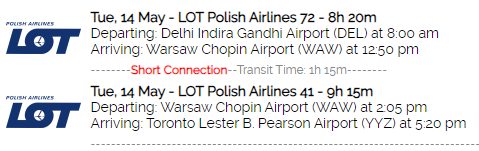 POLISH AIRLINES
LOT
Tue, 14 May - LOT Polish Airlines 72 - 8h 20m
Departing: Delhi Indira Gandhi Airport (DEL) at 8:00 am
Arriving: Warsaw Chopin Airport (WAW) at 12:50 pm
--------Short Connection--Transit Time: 1h 15m--------
POLISH AIRLINES
LOT
Tue, 14 May - LOT Polish Airlines 41 - 9h 15m
Departing: Warsaw Chopin Airport (WAW) at 2:05 pm
Arriving: Toronto Lester B. Pearson Airport (YYZ) at 5:20 pm